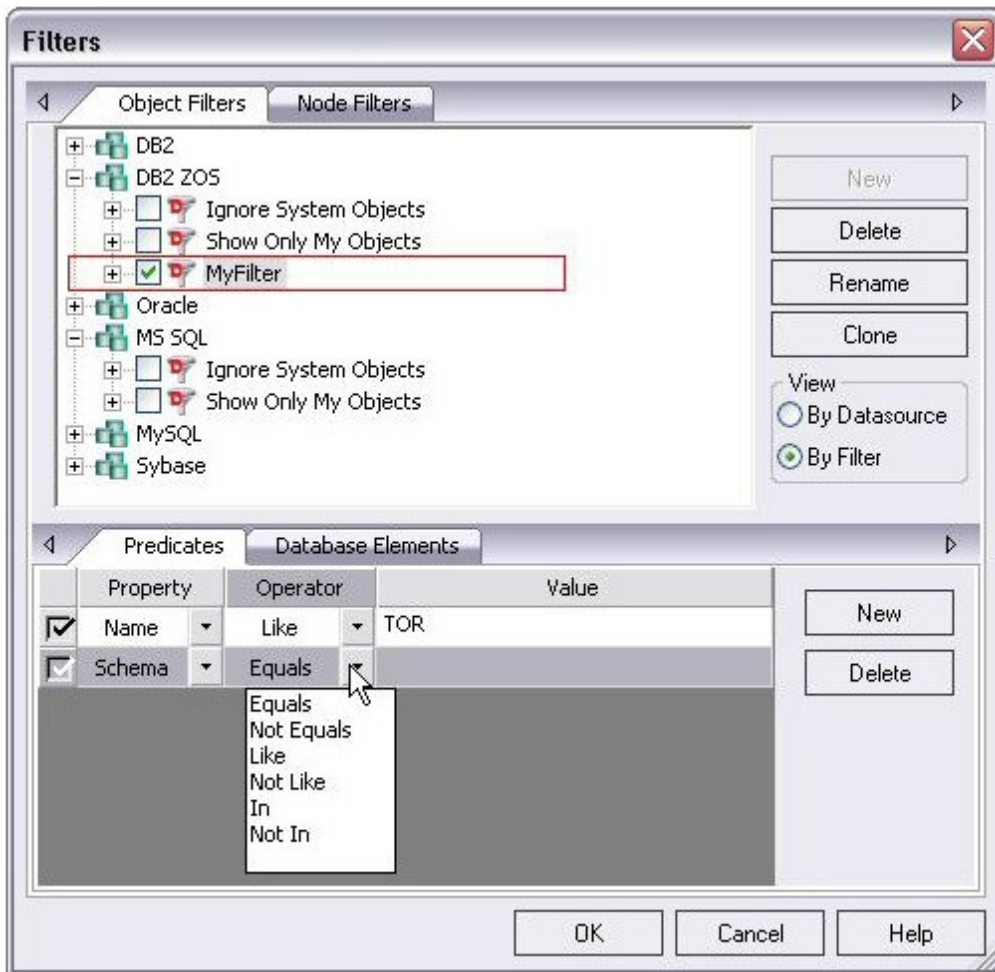 Filters
Object Filters
Node Filters
DB2
DB2 ZOS
Ignore System Objects
Show Only My Objects
MyFilter
Oracle
MS SQL
Ignore System Objects
Show Only My Objects
MySQL
Sybase
New
Delete
Rename
Clone
View
By Datasource
By Filter
Predicates
Database Elements
Property Operator Value
Name Like TOR
Schema Equals
Equals
Not Equals
Like
Not Like
In
Not In
New
Delete
OK Cancel Help